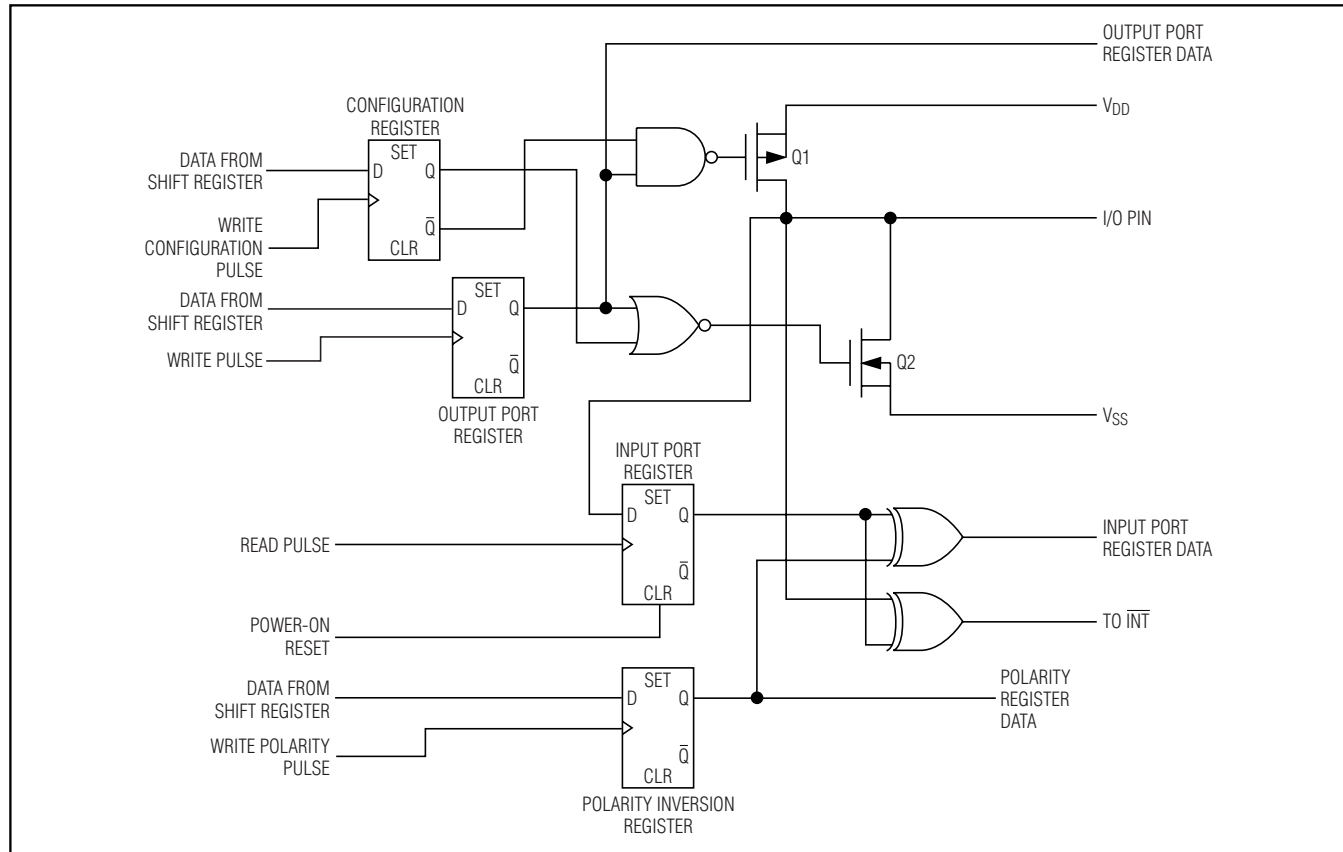 OUTPUT PORT
REGISTER DATA
CONFIGURATION
REGISTER
V_DD
SET
DATA FROM
SHIFT REGISTER
D
Q
Q1
WRITE
CONFIGURATION
PULSE
Q̅
CLR
I/O PIN
DATA FROM
SHIFT REGISTER
SET
D
Q
WRITE PULSE
Q̅
CLR
Q2
OUTPUT PORT
REGISTER
V_SS
INPUT PORT
REGISTER
SET
D
Q
READ PULSE
Q̅
CLR
INPUT PORT
REGISTER DATA
POWER-ON
RESET
TO I̅N̅T̅
DATA FROM
SHIFT REGISTER
SET
D
Q
POLARITY
REGISTER
DATA
WRITE POLARITY
PULSE
Q̅
CLR
POLARITY INVERSION
REGISTER